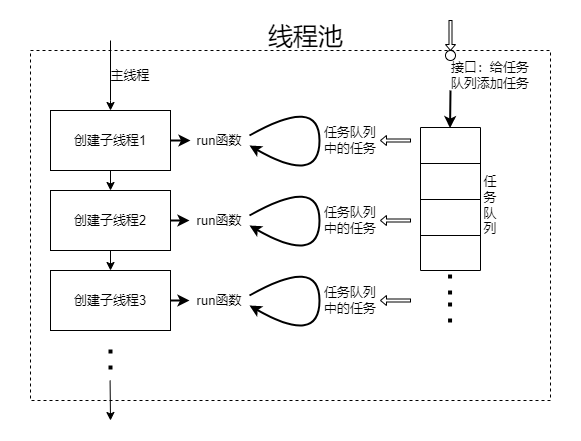 线程池
主线程
接口：给任务
队列添加任务
创建子线程1
run函数
任务队列
中的任务
任
务
队
列
创建子线程2
run函数
任务队列
中的任务
创建子线程3
run函数
任务队列
中的任务